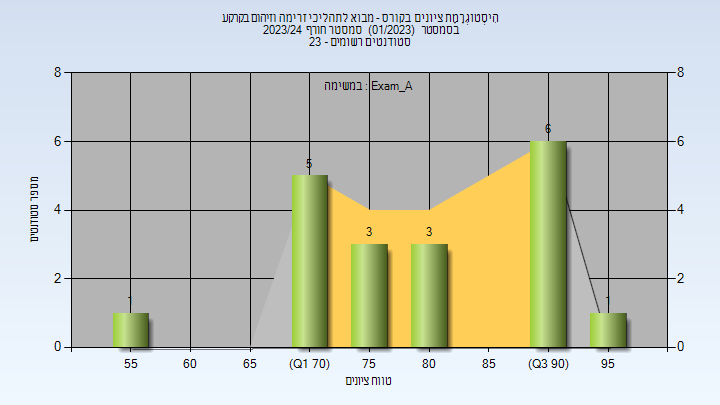 היסטוגרמת ציונים בקורס - מבוא לתהליכי זרימה וזיהום בקרקע
בסמסטר (01/2023) סמסטר חורף 2023/24
סטודנטים רשומים - 23
במשימה : Exam_A
8 8
6 6
4 4
2 2
0 0
מספר סטודנטים
1 5 3 3 6 1
55 60 65 (Q1 70) 75 80 85 (Q3 90) 95
טווח ציונים